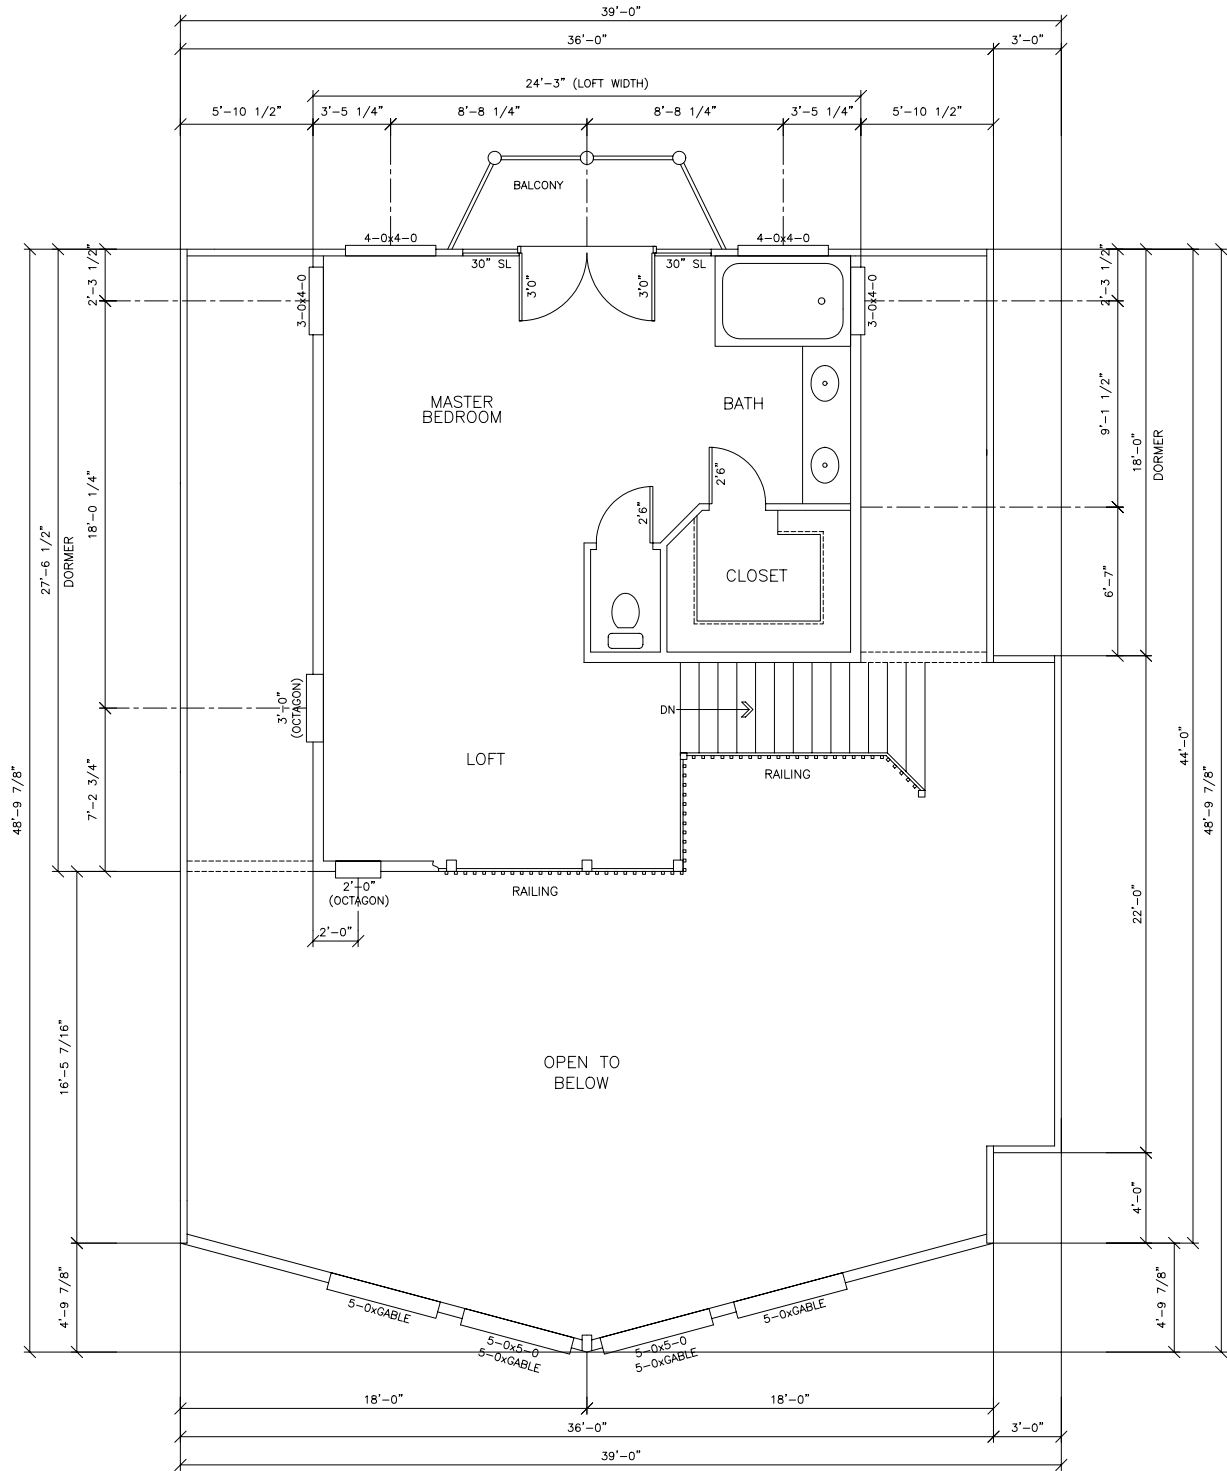 39'-0"
36'-0"
3'-0"
24'-3" (LOFT WIDTH)
5'-10 1/2"
3'-5 1/4"
8'-8 1/4"
8'-8 1/4"
3'-5 1/4"
5'-10 1/2"
BALCONY
4-0x4-0
4-0x4-0
30" SL
30" SL
3'0"
3'0"
2'-3 1/2"
3-0x4-0
3-0x4-0
2'-3 1/2"
MASTER
BEDROOM
BATH
9'-1 1/2"
18'-0"
DORMER
2'6"
2'6"
18'-0 1/4"
27'-6 1/2"
DORMER
CLOSET
6'-7"
3'-0"
(OCTAGON)
DN
LOFT
RAILING
44'-0"
48'-9 7/8"
48'-9 7/8"
7'-2 3/4"
2'-0"
(OCTAGON)
RAILING
2'-0"
22'-0"
16'-5 7/16"
OPEN TO
BELOW
4'-0"
4'-9 7/8"
4'-9 7/8"
5-0xGABLE
5-0x5-0
5-0xGABLE
5-0x5-0
5-0xGABLE
5-0xGABLE
18'-0"
18'-0"
36'-0"
3'-0"
39'-0"